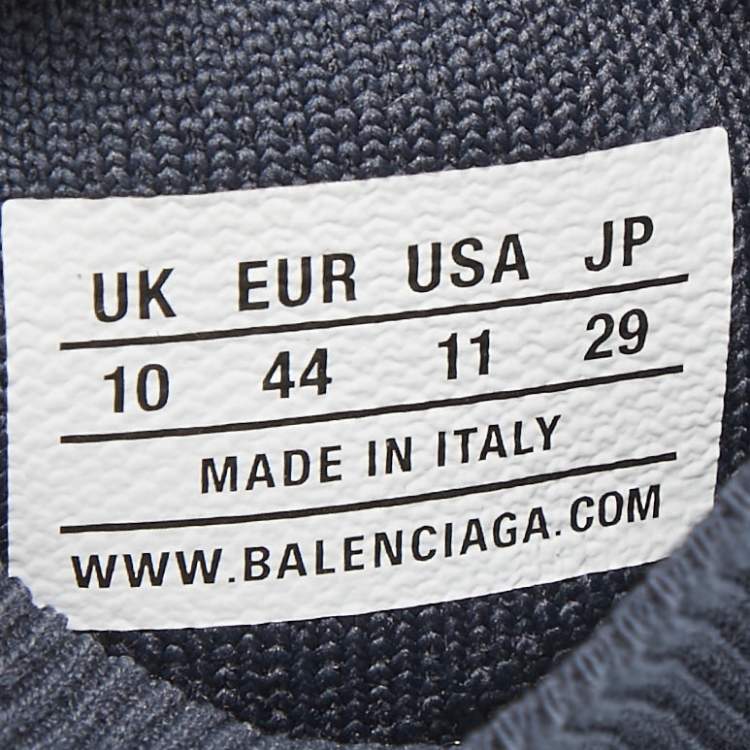 UK EUR USA JP
10 44 11 29
MADE IN ITALY
WWW.BALENCIAGA.COM